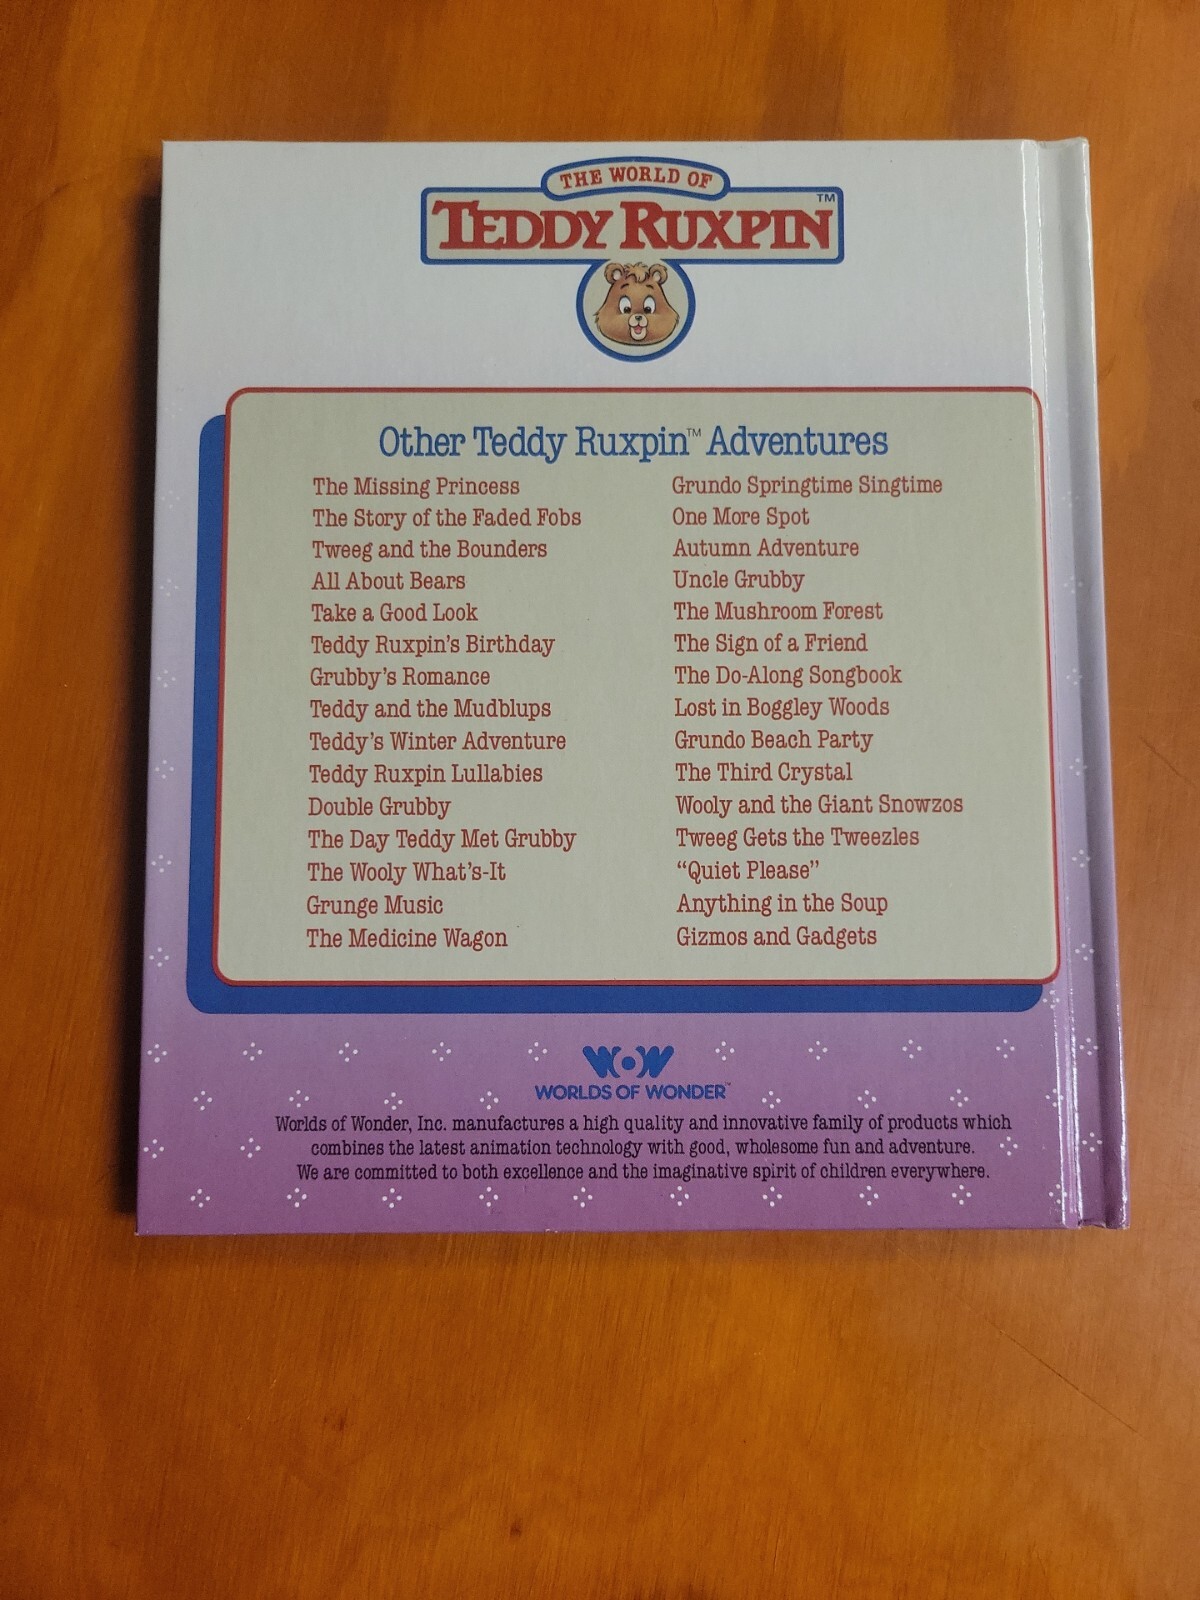 THE WORLD OF
TEDDY RUXPIN™
Other Teddy Ruxpin™ Adventures
The Missing Princess
The Story of the Faded Fobs
Tweeg and the Bounders
All About Bears
Take a Good Look
Teddy Ruxpin's Birthday
Grubby's Romance
Teddy and the Mudblups
Teddy's Winter Adventure
Teddy Ruxpin Lullabies
Double Grubby
The Day Teddy Met Grubby
The Wooly What's-It
Grunge Music
The Medicine Wagon
Grundo Springtime Singtime
One More Spot
Autumn Adventure
Uncle Grubby
The Mushroom Forest
The Sign of a Friend
The Do-Along Songbook
Lost in Boggley Woods
Grundo Beach Party
The Third Crystal
Wooly and the Giant Snowzos
Tweeg Gets the Tweezles
“Quiet Please”
Anything in the Soup
Gizmos and Gadgets
WOW
WORLDS OF WONDER™
Worlds of Wonder, Inc. manufactures a high quality and innovative family of products which
combines the latest animation technology with good, wholesome fun and adventure.
We are committed to both excellence and the imaginative spirit of children everywhere.